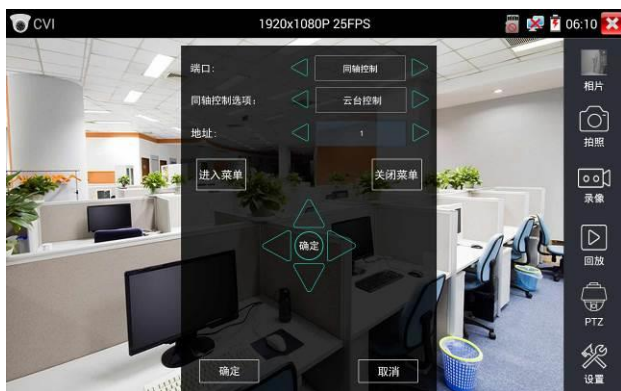 CVI
1920x1080P 25FPS
06:10
端口:
同轴控制
同轴控制选项:
云台控制
地址:
1
进入菜单
关闭菜单
确定
确定
取消
相片
拍照
录像
回放
PTZ
设置